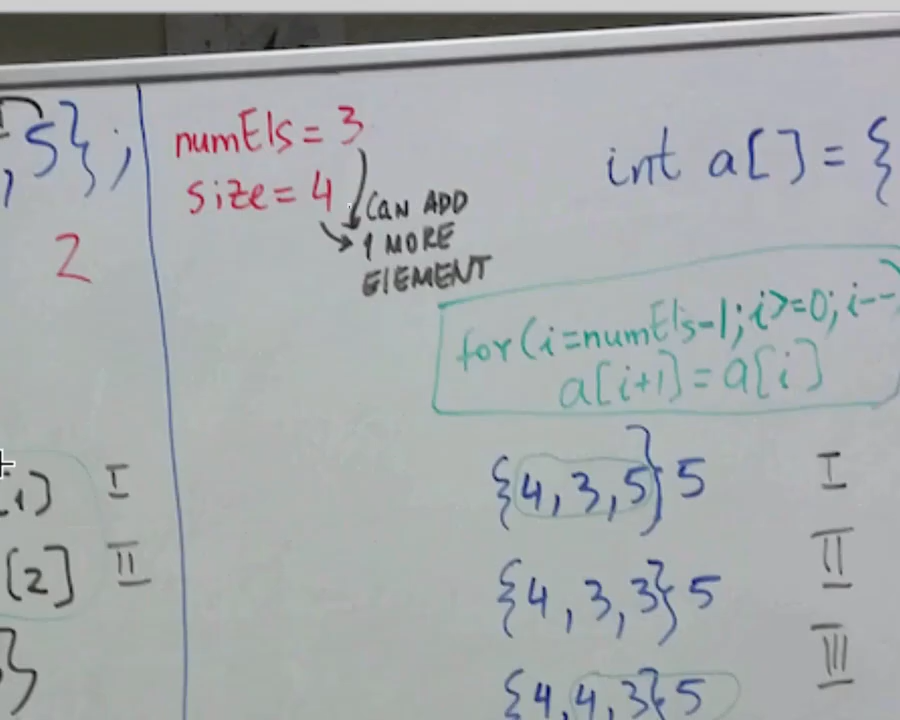 , 5};
2
i]
I
[2]
II
}
numEls = 3
size = 4
CAN ADD
1 MORE
ELEMENT
int a[] = {
for(i=numEls-1; i>=0; i--
a[i+1] = a[i]
{4, 3, 5} 5 I
{4, 3, 3} 5 II
{4, 4, 3} 5 III